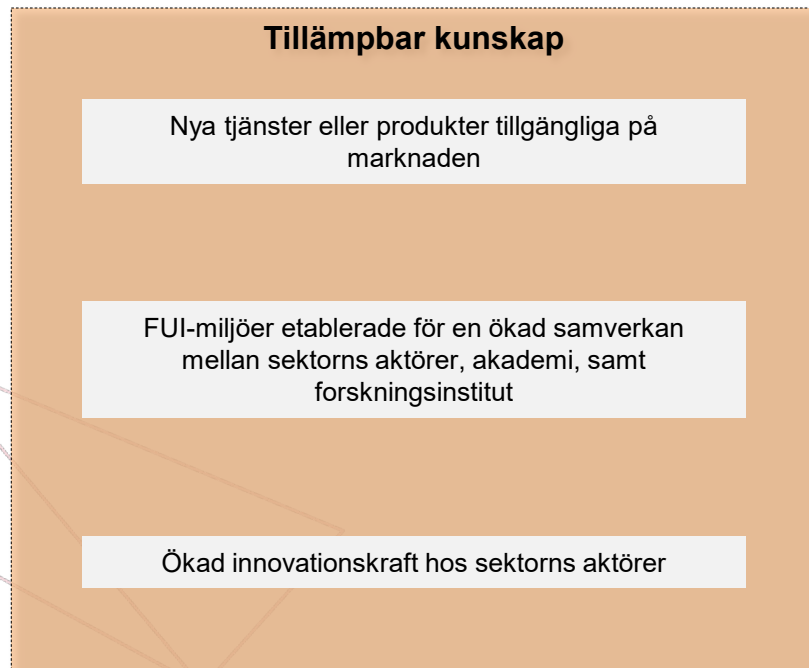 Tillämpbar kunskap
Nya tjänster eller produkter tillgängliga på
marknaden
FUI-miljöer etablerade för en ökad samverkan
mellan sektorns aktörer, akademi, samt
forskningsinstitut
Ökad innovationskraft hos sektorns aktörer